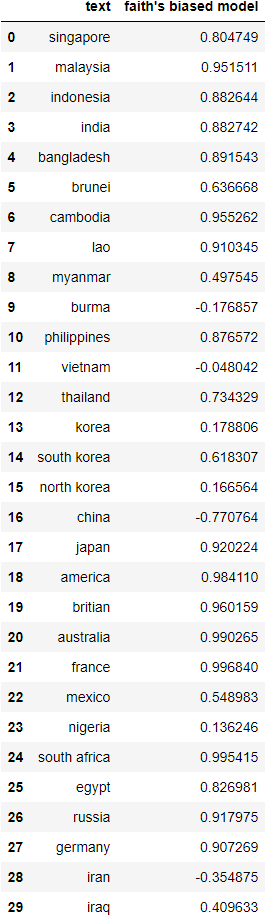 text faith's biased model
0 singapore 0.804749
1 malaysia 0.951511
2 indonesia 0.882644
3 india 0.882742
4 bangladesh 0.891543
5 brunei 0.636668
6 cambodia 0.955262
7 lao 0.910345
8 myanmar 0.497545
9 burma -0.176857
10 philippines 0.876572
11 vietnam -0.048042
12 thailand 0.734329
13 korea 0.178806
14 south korea 0.618307
15 north korea 0.166564
16 china -0.770764
17 japan 0.920224
18 america 0.984110
19 britian 0.960159
20 australia 0.990265
21 france 0.996840
22 mexico 0.548983
23 nigeria 0.136246
24 south africa 0.995415
25 egypt 0.826981
26 russia 0.917975
27 germany 0.907269
28 iran -0.354875
29 iraq 0.409633